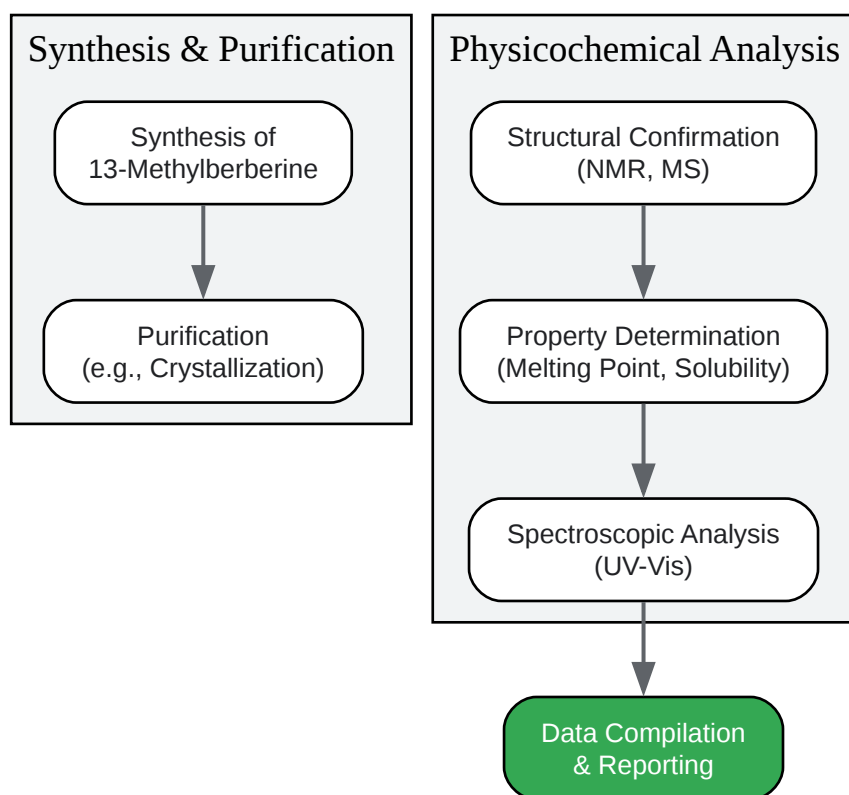 Synthesis & Purification
Synthesis of
13-Methylberberine
Purification
(e.g., Crystallization)
Physicochemical Analysis
Structural Confirmation
(NMR, MS)
Property Determination
(Melting Point, Solubility)
Spectroscopic Analysis
(UV-Vis)
Data Compilation
& Reporting